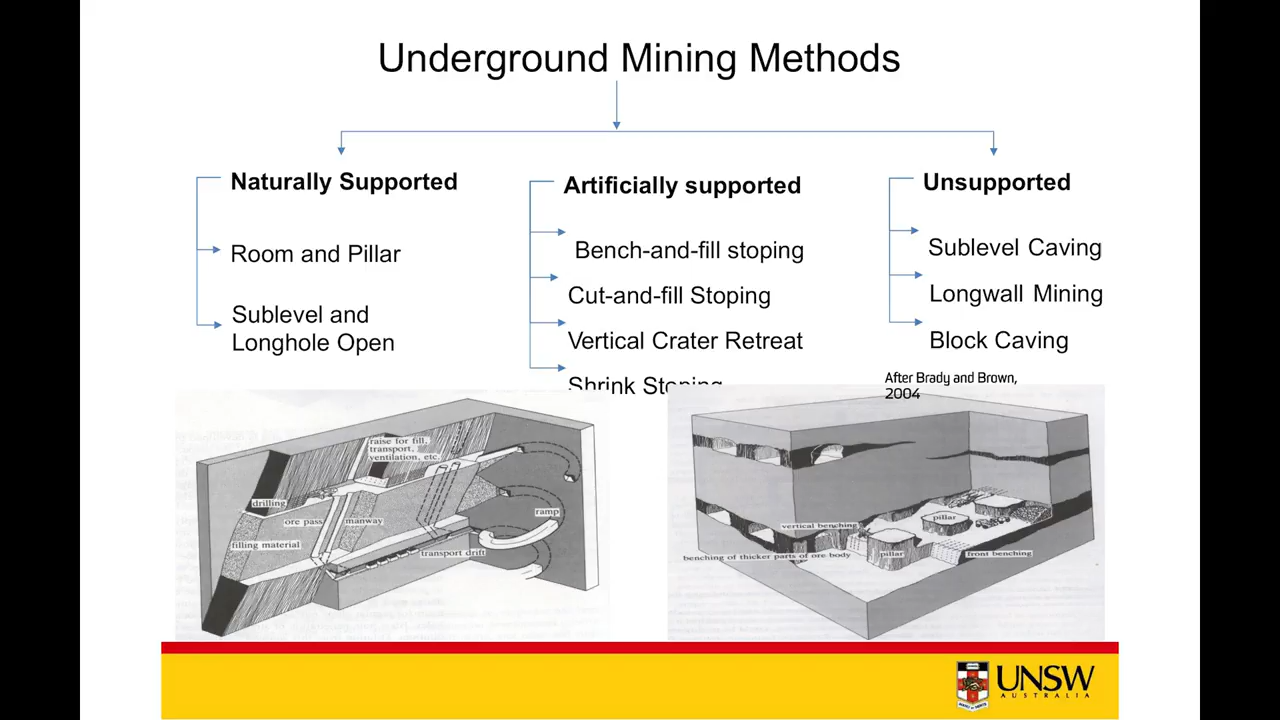 Underground Mining Methods
Naturally Supported
Room and Pillar
Sublevel and
Longhole Open
Artificially supported
Bench-and-fill stoping
Cut-and-fill Stoping
Vertical Crater Retreat
Shrink Stoping
Unsupported
Sublevel Caving
Longwall Mining
Block Caving
After Brady and Brown,
2004
raise for fill,
transport,
ventilation, etc.
drilling
ore pass
manway
ramp
filling material
transport drift
pillar
vertical benching
benching of thicker parts of ore body
pillar
front benching
UNSW
AUSTRALIA